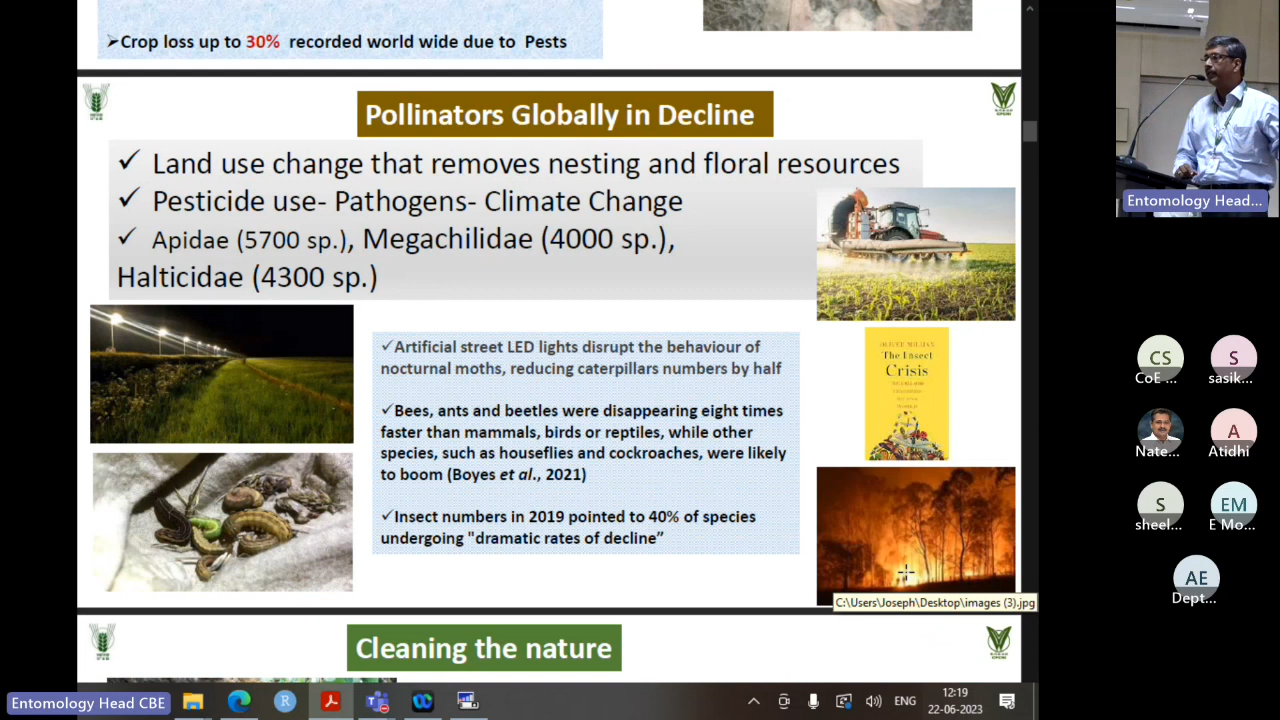 ➢Crop loss up to 30% recorded world wide due to Pests
Pollinators Globally in Decline
✓ Land use change that removes nesting and floral resources
✓ Pesticide use- Pathogens- Climate Change
✓ Apidae (5700 sp.), Megachilidae (4000 sp.),
Halticidae (4300 sp.)
✓Artificial street LED lights disrupt the behaviour of
nocturnal moths, reducing caterpillars numbers by half
✓Bees, ants and beetles were disappearing eight times
faster than mammals, birds or reptiles, while other
species, such as houseflies and cockroaches, were likely
to boom (Boyes et al., 2021)
✓Insect numbers in 2019 pointed to 40% of species
undergoing "dramatic rates of decline”
The Insect
Crisis
C:\Users\Joseph\Desktop\images (3).jpg
Cleaning the nature
Entomology Head CBE
ENG
12:19
22-06-2023
Entomology Head...
CS
CoE ...
S
sasik...
Nate...
A
Atidhi
S
sheel...
EM
E Mo...
AE
Dept...